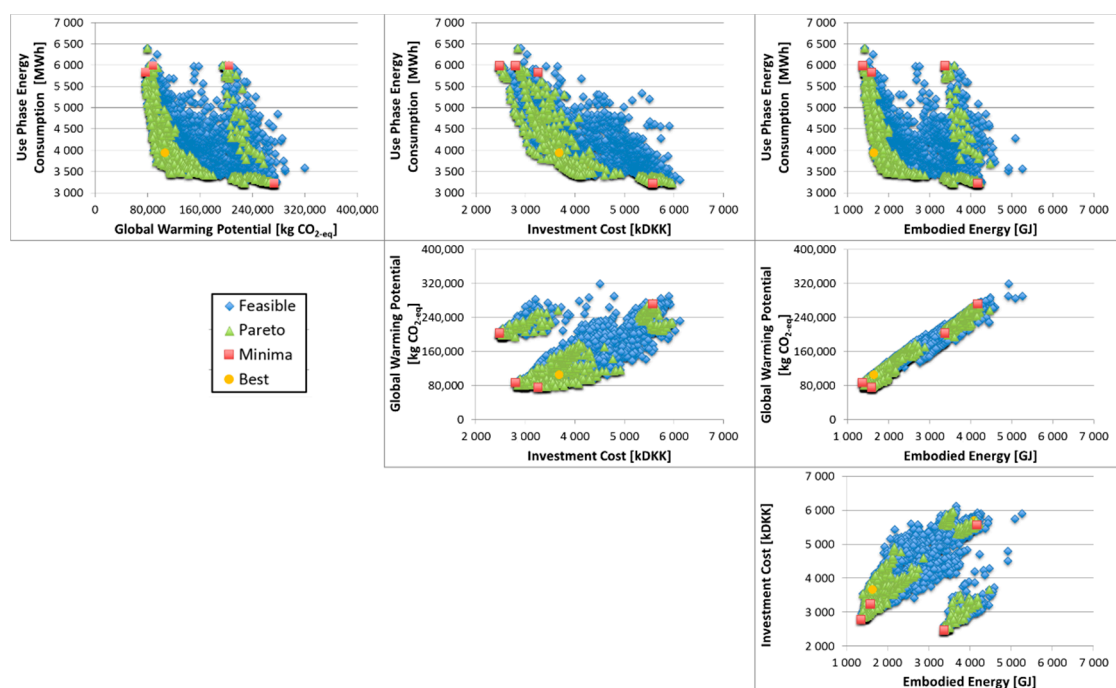 7 000 7 000 7 000
6 500 6 500 6 500
6 000 6 000 6 000
5 500 5 500 5 500
5 000 5 000 5 000
4 500 4 500 4 500
4 000 4 000 4 000
3 500 3 500 3 500
3 000 3 000 3 000
Use Phase Energy
Consumption [MWh]
Use Phase Energy
Consumption [MWh]
Use Phase Energy
Consumption [MWh]
0 80,000 160,000 240,000 320,000 400,000
Global Warming Potential [kg CO2-eq]
2 000 3 000 4 000 5 000 6 000 7 000
Investment Cost [kDKK]
1 000 2 000 3 000 4 000 5 000 6 000 7 000
Embodied Energy [GJ]
Feasible
Pareto
Minima
Best
400,000 400,000
320,000 320,000
240,000 240,000
160,000 160,000
80,000 80,000
0 0
Global Warming Potential
[kg CO2-eq]
Global Warming Potential
[kg CO2-eq]
2 000 3 000 4 000 5 000 6 000 7 000
Investment Cost [kDKK]
1 000 2 000 3 000 4 000 5 000 6 000 7 000
Embodied Energy [GJ]
7 000
6 000
5 000
4 000
3 000
2 000
Investment Cost [kDKK]
1 000 2 000 3 000 4 000 5 000 6 000 7 000
Embodied Energy [GJ]